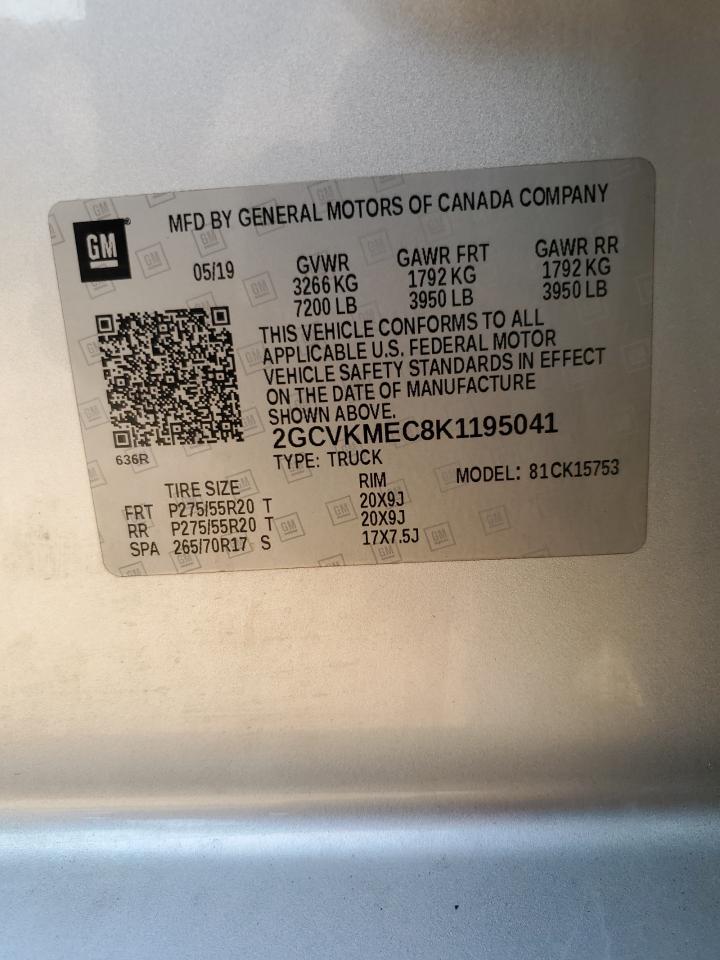 GM
MFD BY GENERAL MOTORS OF CANADA COMPANY
05/19
GVWR
3266 KG
7200 LB
GAWR FRT
1792 KG
3950 LB
GAWR RR
1792 KG
3950 LB
THIS VEHICLE CONFORMS TO ALL
APPLICABLE U.S. FEDERAL MOTOR
VEHICLE SAFETY STANDARDS IN EFFECT
ON THE DATE OF MANUFACTURE
SHOWN ABOVE.
636R
2GCVKMEC8K1195041
TYPE: TRUCK
MODEL: 81CK15753
TIRE SIZE RIM
FRT P275/55R20 T 20X9J
RR P275/55R20 T 20X9J
SPA 265/70R17 S 17X7.5J